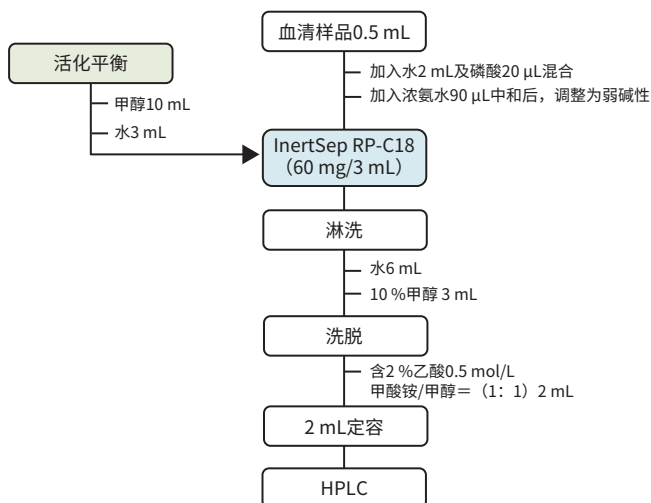 血清样品0.5 mL
活化平衡
甲醇10 mL
水3 mL
加入水2 mL及磷酸20 µL混合
加入浓氨水90 µL中和后，调整为弱碱性
InertSep RP-C18
（60 mg/3 mL）
淋洗
水6 mL
10 %甲醇 3 mL
洗脱
含2 %乙酸0.5 mol/L
甲酸铵/甲醇＝（1：1）2 mL
2 mL定容
HPLC